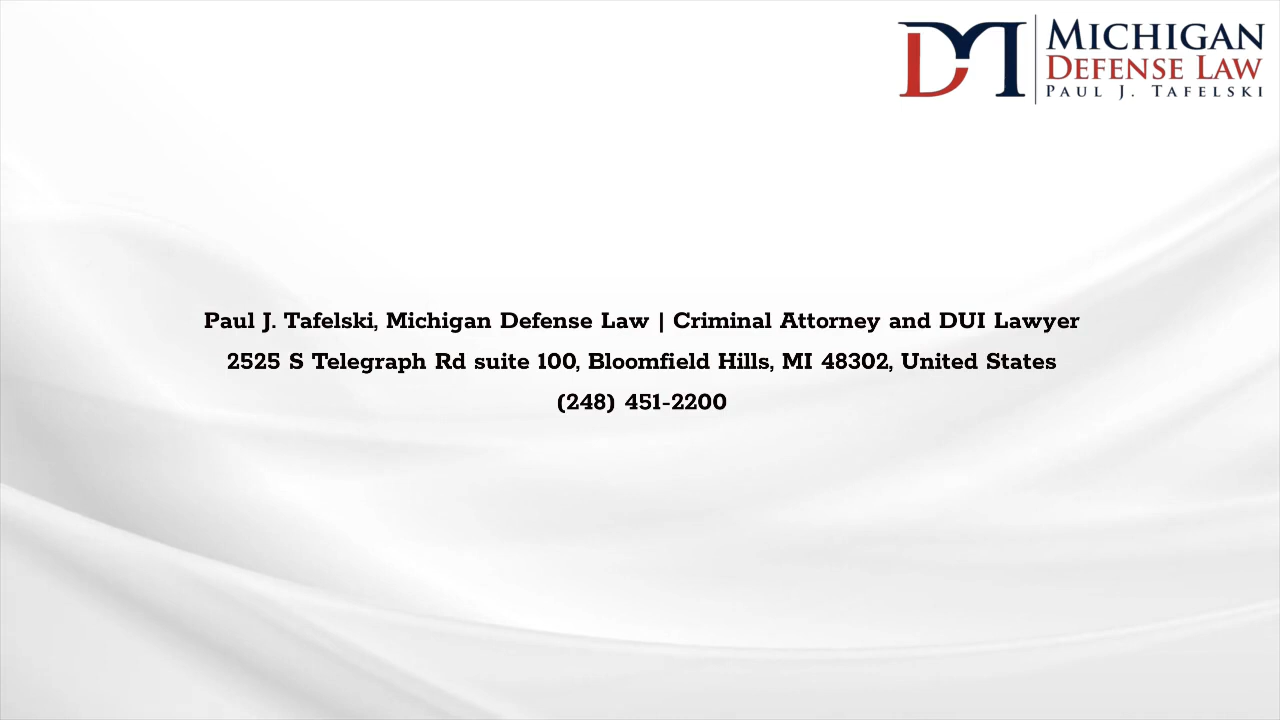 MICHIGAN
DEFENSE LAW
PAUL J. TAFELSKI
Paul J. Tafelski, Michigan Defense Law | Criminal Attorney and DUI Lawyer
2525 S Telegraph Rd suite 100, Bloomfield Hills, MI 48302, United States
(248) 451-2200